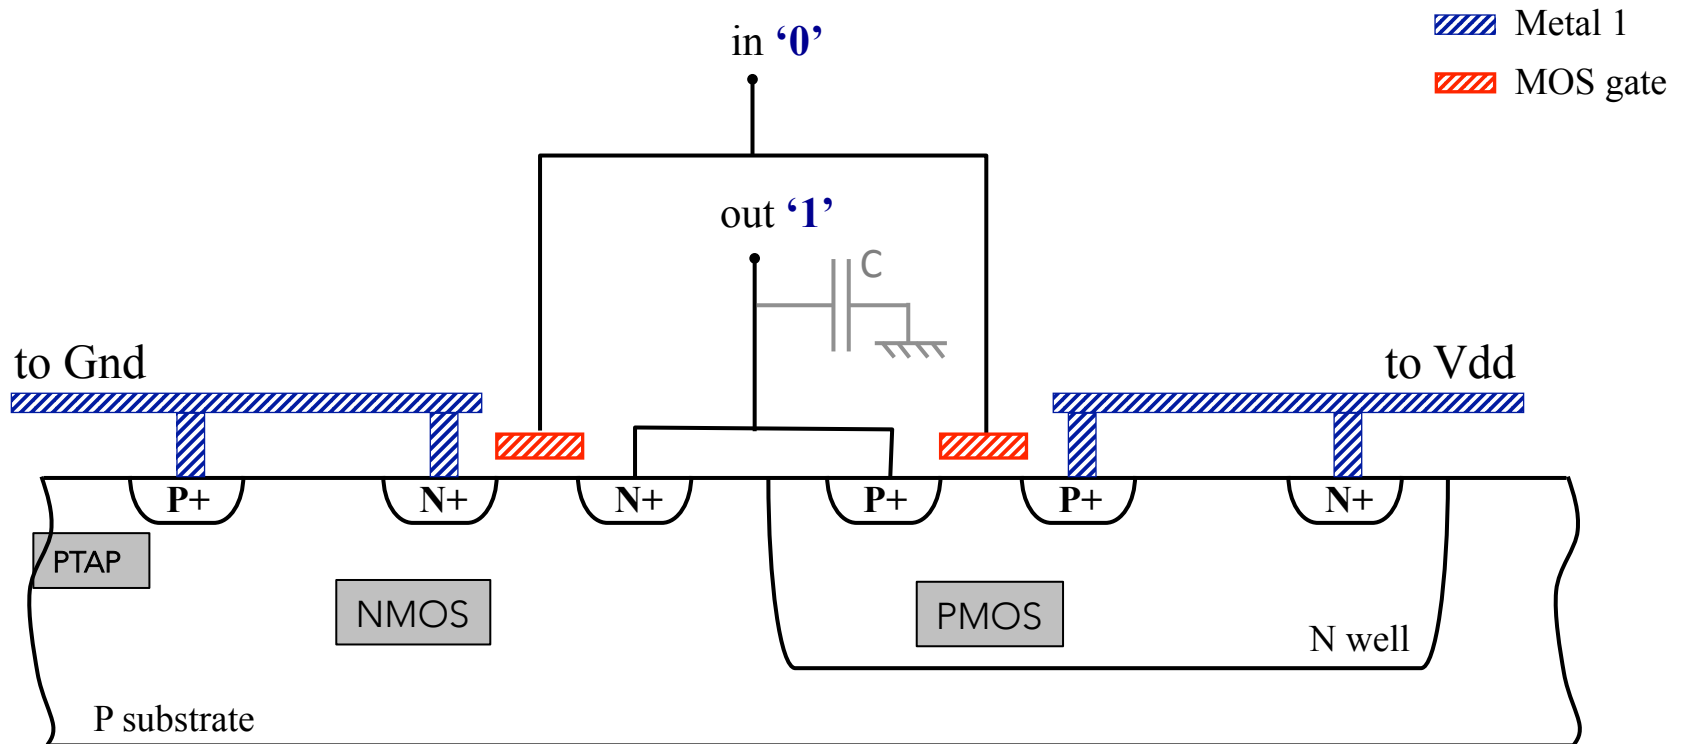 Metal 1
in ‘0’
MOS gate
out ‘1’
C
to Gnd
to Vdd
P+
N+
N+
P+
P+
N+
PTAP
NMOS
PMOS
N well
P substrate